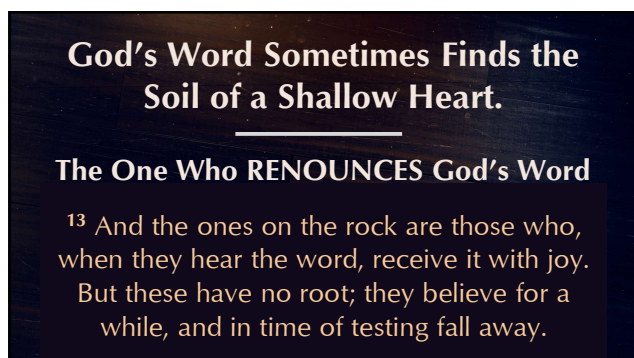 God’s Word Sometimes Finds the
Soil of a Shallow Heart.
The One Who RENOUNCES God’s Word
13 And the ones on the rock are those who,
when they hear the word, receive it with joy.
But these have no root; they believe for a
while, and in time of testing fall away.